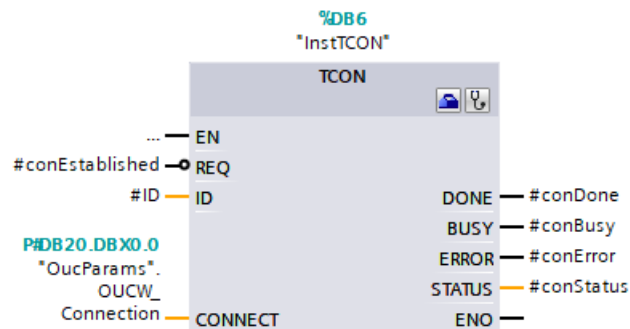 %DB6
"InstTCON"
TCON
... EN
#conEstablished REQ
#ID ID
DONE #conDone
BUSY #conBusy
P#DB20.DBX0.0
ERROR #conError
"OucParams".
OUCW_
STATUS #conStatus
Connection CONNECT
ENO